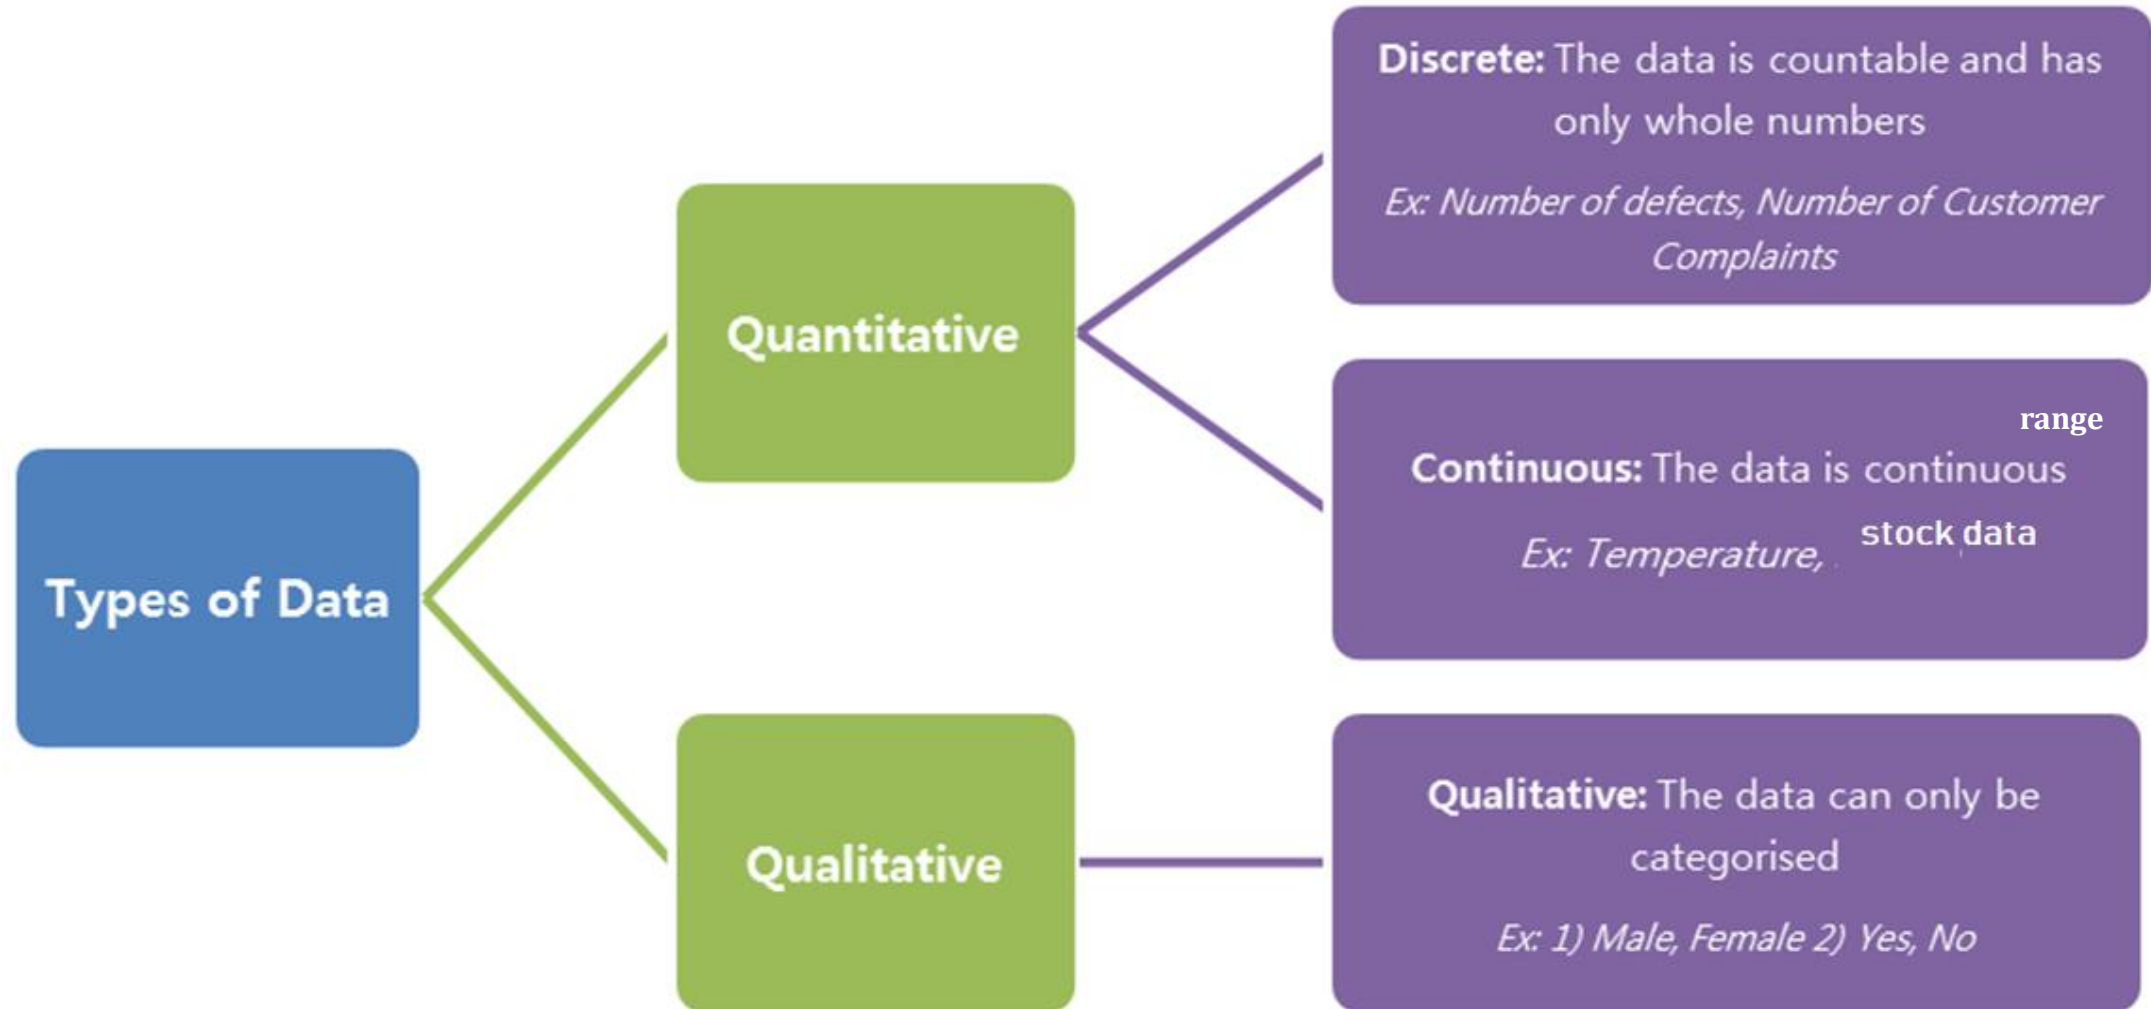 Types of Data
Quantitative
Qualitative
Discrete: The data is countable and has
only whole numbers
Ex: Number of defects, Number of Customer
Complaints
range
Continuous: The data is continuous
Ex: Temperature, stock data
Qualitative: The data can only be
categorised
Ex: 1) Male, Female 2) Yes, No